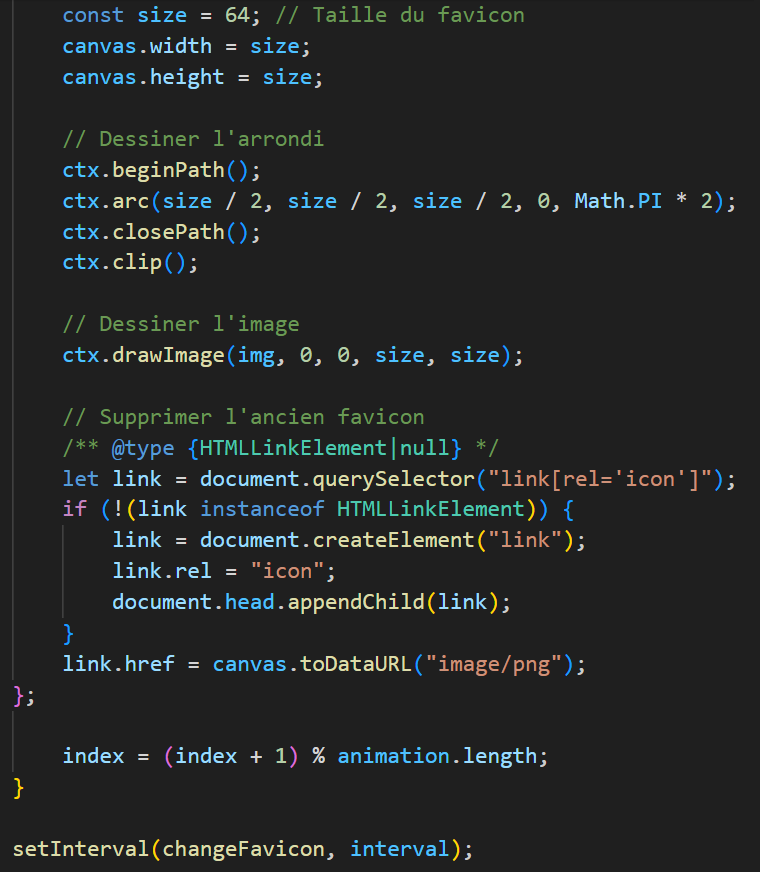 const size = 64; // Taille du favicon
canvas.width = size;
canvas.height = size;
// Dessiner l'arrondi
ctx.beginPath();
ctx.arc(size / 2, size / 2, size / 2, 0, Math.PI * 2);
ctx.closePath();
ctx.clip();
// Dessiner l'image
ctx.drawImage(img, 0, 0, size, size);
// Supprimer l'ancien favicon
/** @type {HTMLLinkElement|null} */
let link = document.querySelector("link[rel='icon']");
if (!(link instanceof HTMLLinkElement)) {
link = document.createElement("link");
link.rel = "icon";
document.head.appendChild(link);
}
link.href = canvas.toDataURL("image/png");
};
index = (index + 1) % animation.length;
}
setInterval(changeFavicon, interval);